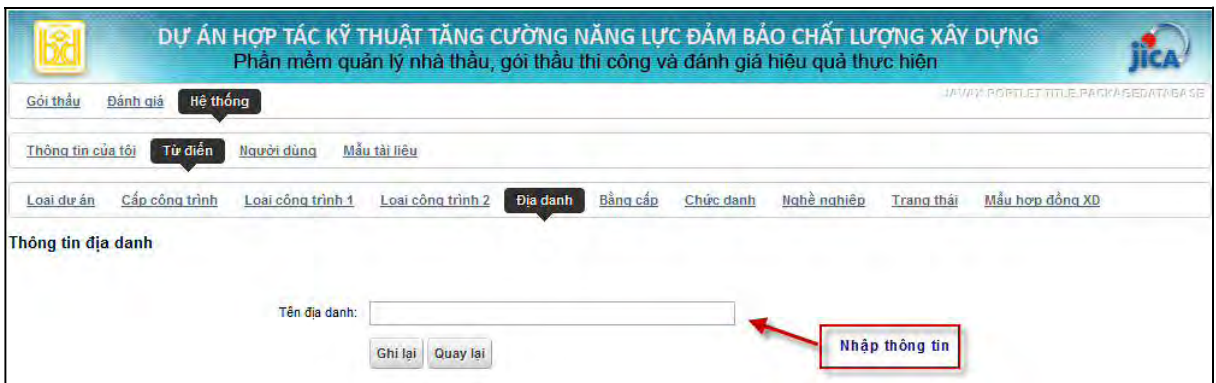 DỰ ÁN HỢP TÁC KỸ THUẬT TĂNG CƯỜNG NĂNG LỰC ĐẢM BẢO CHẤT LƯỢNG XÂY DỰNG
Phần mềm quản lý nhà thầu, gói thầu thi công và đánh giá hiệu quả thực hiện
jica
Gói thầu Đánh giá Hệ thống JAVAX.PORTLET.TITLE.PACKAGEDATABASE
Thông tin của tôi Từ điển Người dùng Mẫu tài liêu
Loại dự án Cấp công trình Loại công trình 1 Loại công trình 2 Địa danh Bằng cấp Chức danh Nghề nghiệp Trạng thái Mẫu hợp đồng XD
Thông tin địa danh
Tên địa danh:
Nhập thông tin
Ghi lại Quay lại